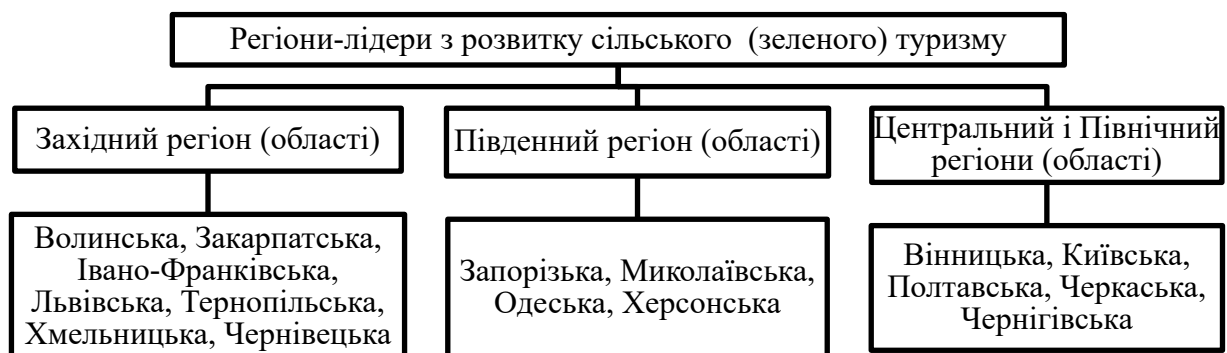 Регіони-лідери з розвитку сільського (зеленого) туризму
Західний регіон (області)
Південний регіон (області)
Центральний і Північний
регіони (області)
Волинська, Закарпатська,
Івано-Франківська,
Львівська, Тернопільська,
Хмельницька, Чернівецька
Запорізька, Миколаївська,
Одеська, Херсонська
Вінницька, Київська,
Полтавська, Черкаська,
Чернігівська